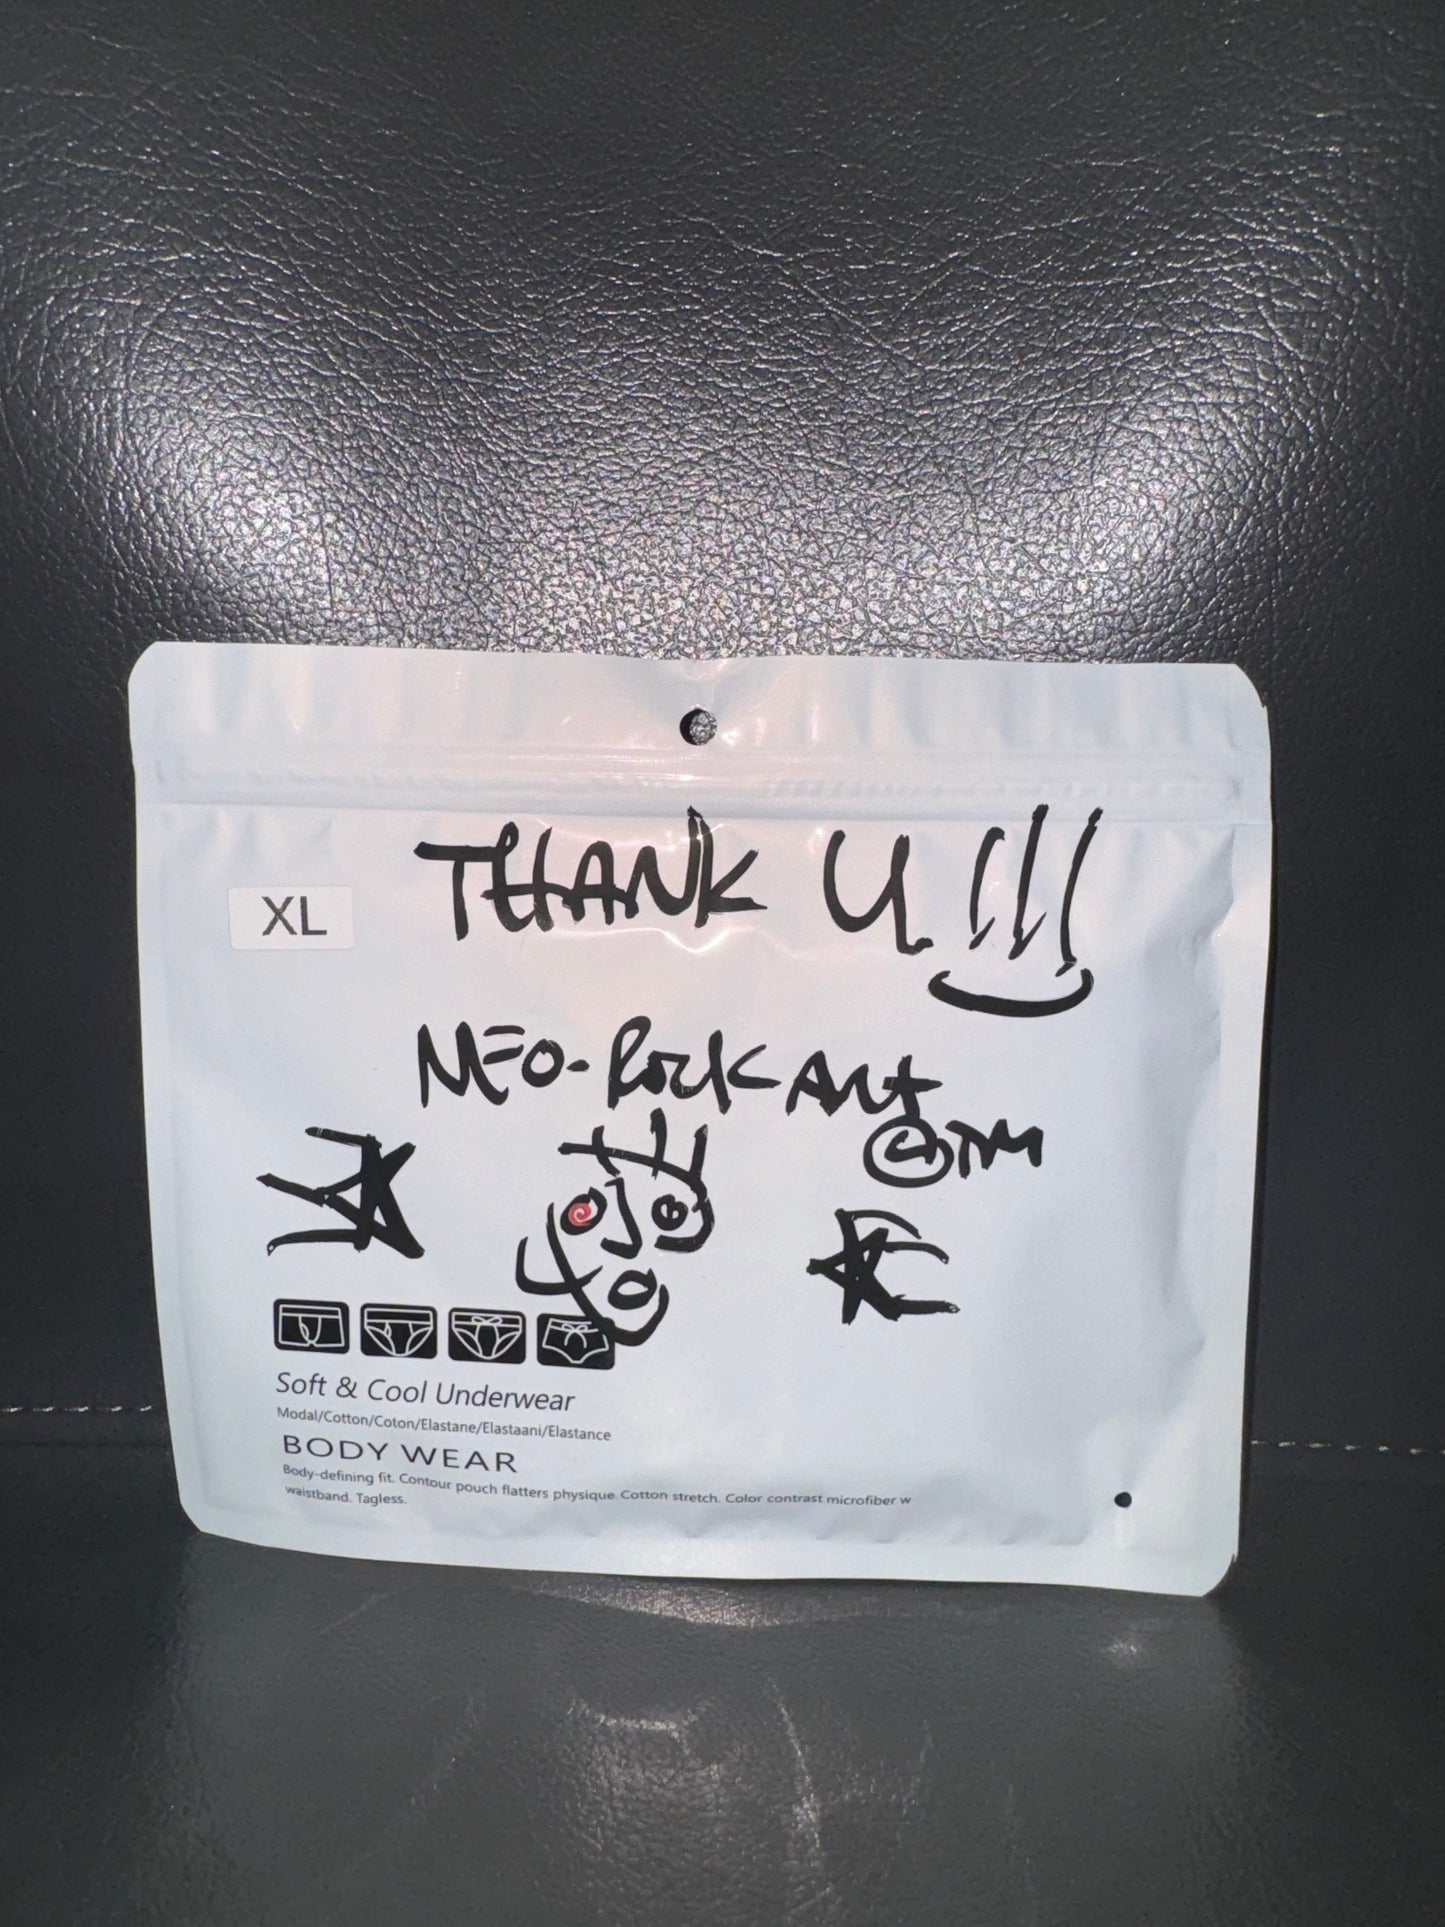 THANK U!!!
XL
NEO-Rock Art
©TM
Soft & Cool Underwear
Modal/Cotton/Coton/Elastane/Elastaani/Elastance
BODY WEAR
Body-defining fit. Contour pouch flatters physique. Cotton stretch. Color contrast microfiber w
waistband. Tagless.